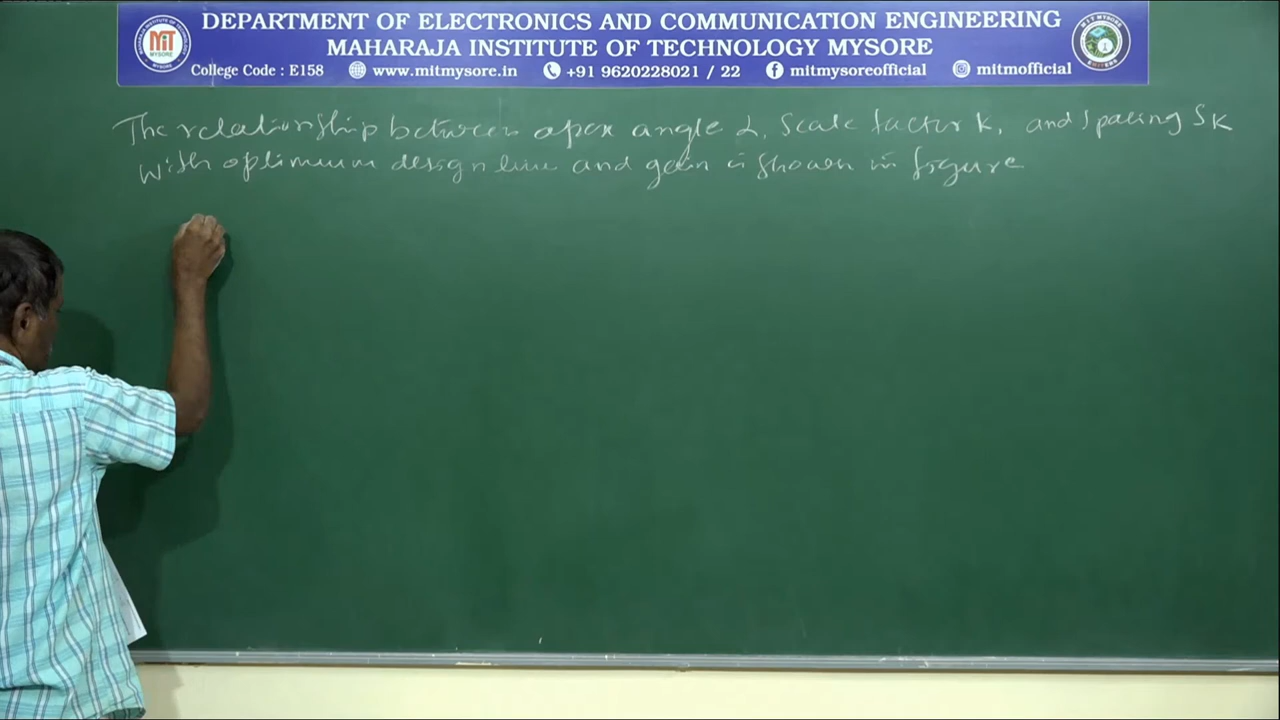 DEPARTMENT OF ELECTRONICS AND COMMUNICATION ENGINEERING
MAHARAJA INSTITUTE OF TECHNOLOGY MYSORE
College Code : E158 www.mitmysore.in +91 9620228021 / 22 mitmysoreofficial mitmofficial
MIT
MYSORE
The relationship between apex angle α, Scale factor k, and spacing SK
With optimum design line and gain is shown in figure